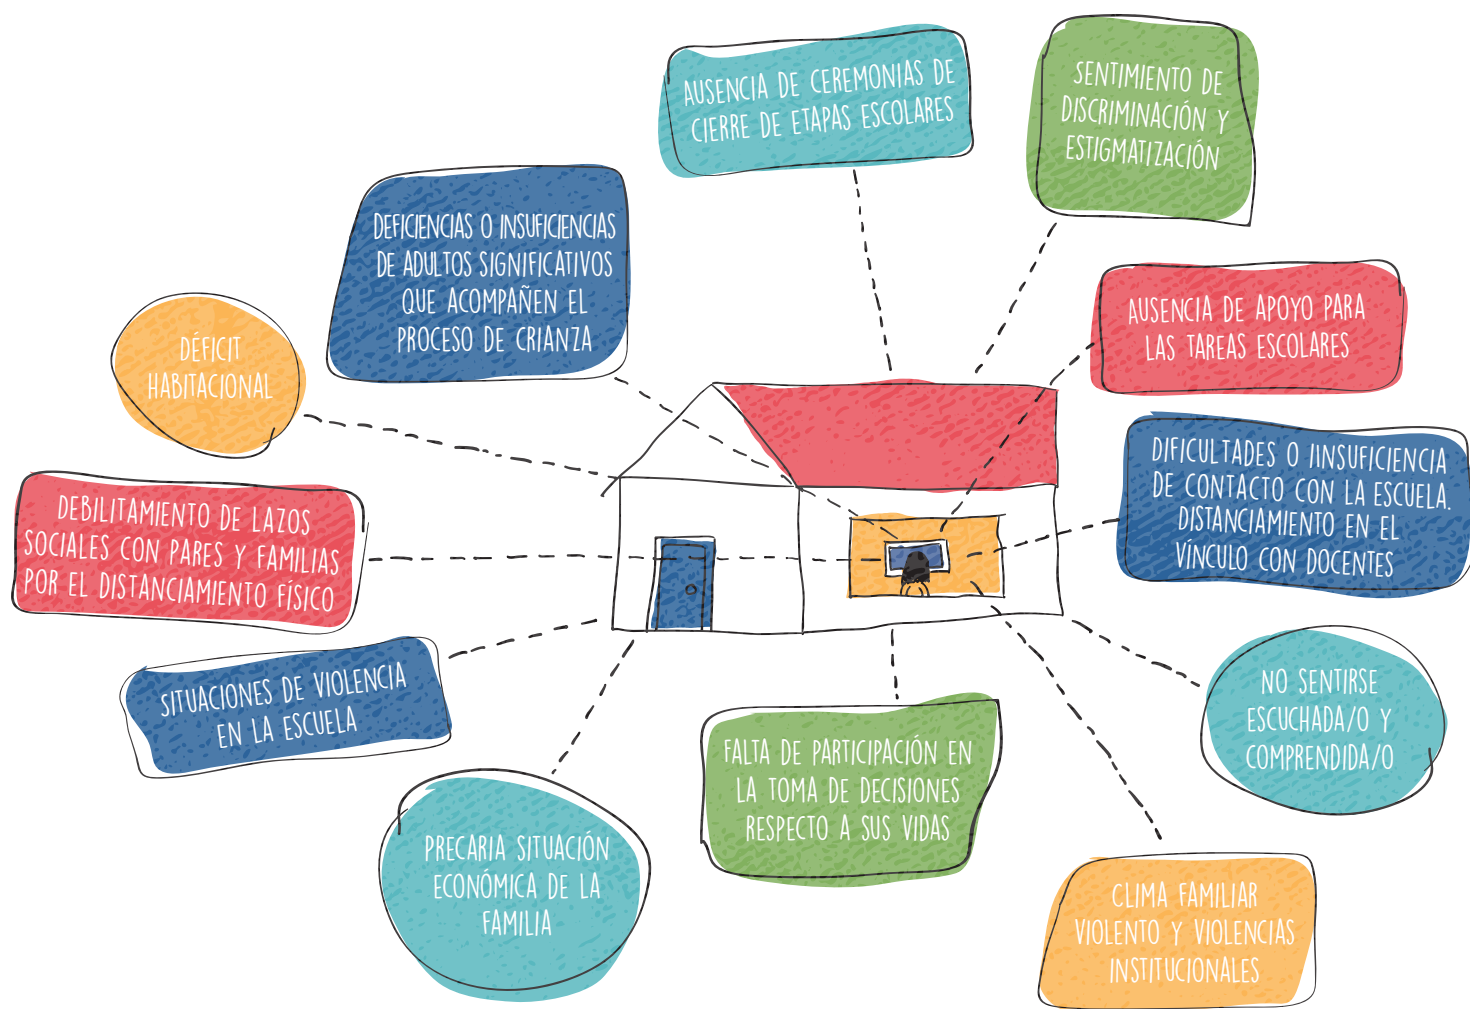 AUSENCIA DE CEREMONIAS DE
CIERRE DE ETAPAS ESCOLARES
SENTIMIENTO DE
DISCRIMINACIÓN Y
ESTIGMATIZACIÓN
DEFICIENCIAS O INSUFICIENCIAS
DE ADULTOS SIGNIFICATIVOS
QUE ACOMPAÑEN EL
PROCESO DE CRIANZA
AUSENCIA DE APOYO PARA
LAS TAREAS ESCOLARES
DÉFICIT
HABITACIONAL
DIFICULTADES O IINSUFICIENCIA
DE CONTACTO CON LA ESCUELA.
DISTANCIAMIENTO EN EL
VÍNCULO CON DOCENTES
DEBILITAMIENTO DE LAZOS
SOCIALES CON PARES Y FAMILIAS
POR EL DISTANCIAMIENTO FÍSICO
SITUACIONES DE VIOLENCIA
EN LA ESCUELA
NO SENTIRSE
ESCUCHADA/O Y
COMPRENDIDA/O
FALTA DE PARTICIPACIÓN EN
LA TOMA DE DECISIONES
RESPECTO A SUS VIDAS
PRECARIA SITUACIÓN
ECONÓMICA DE LA
FAMILIA
CLIMA FAMILIAR
VIOLENTO Y VIOLENCIAS
INSTITUCIONALES